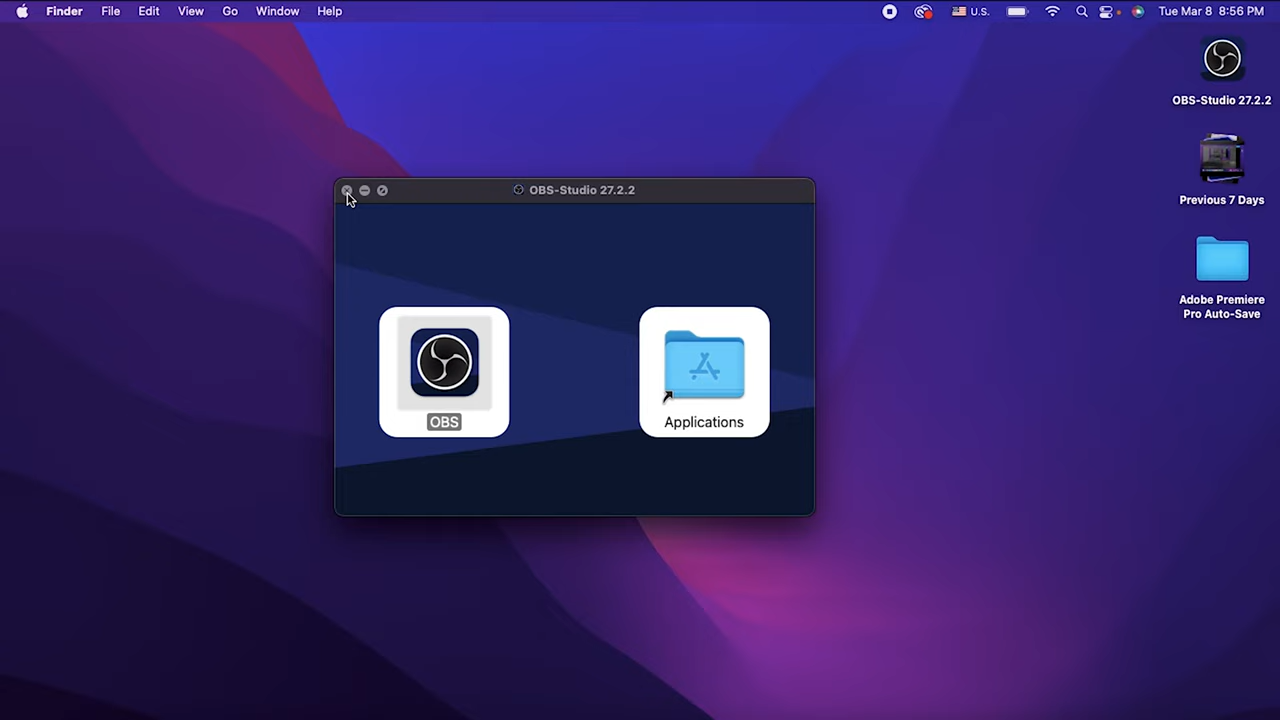 Finder File Edit View Go Window Help U.S. Tue Mar 8 8:56 PM
OBS-Studio 27.2.2
Previous 7 Days
Adobe Premiere
Pro Auto-Save
OBS-Studio 27.2.2
OBS
Applications